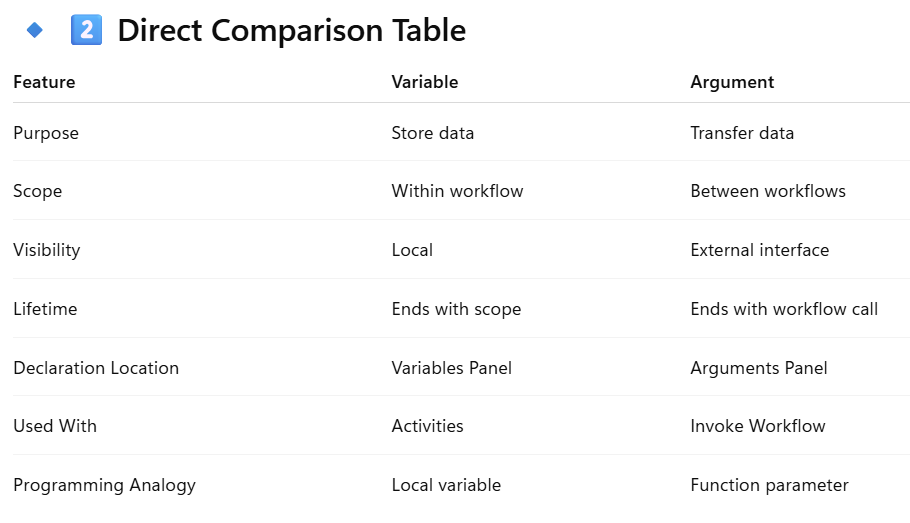 🔹 2️⃣ Direct Comparison Table
Feature Variable Argument
Purpose Store data Transfer data
Scope Within workflow Between workflows
Visibility Local External interface
Lifetime Ends with scope Ends with workflow call
Declaration Location Variables Panel Arguments Panel
Used With Activities Invoke Workflow
Programming Analogy Local variable Function parameter